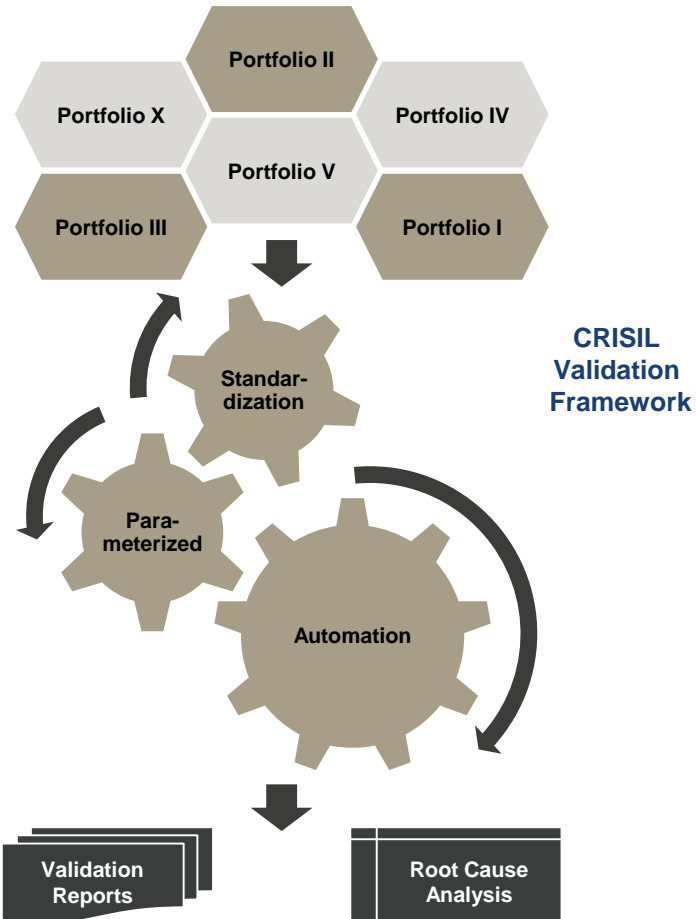 Portfolio II
Portfolio X
Portfolio IV
Portfolio V
Portfolio III
Portfolio I
CRISIL
Validation
Framework
Standar-
dization
Para-
meterized
Automation
Validation
Reports
Root Cause
Analysis